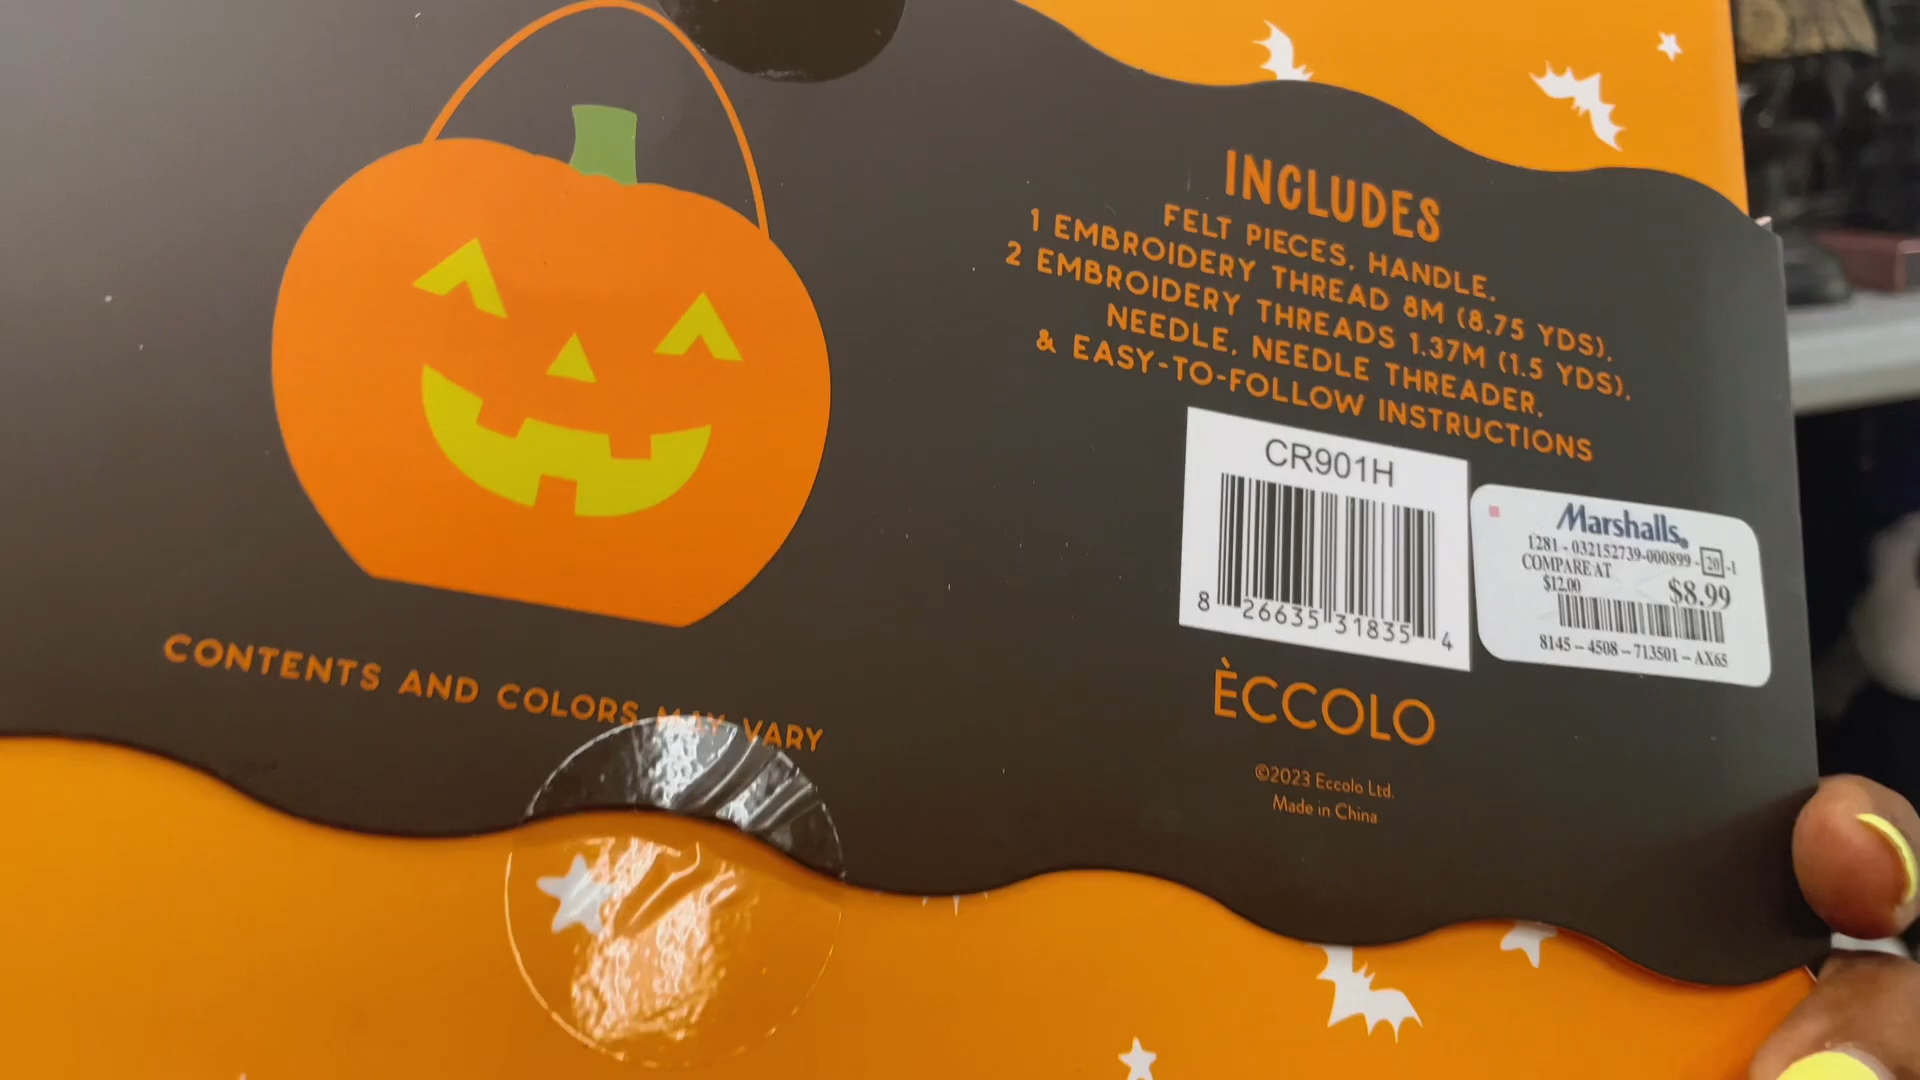 INCLUDES
FELT PIECES, HANDLE,
1 EMBROIDERY THREAD 8M (8.75 YDS),
2 EMBROIDERY THREADS 1.37M (1.5 YDS),
NEEDLE, NEEDLE THREADER,
& EASY-TO-FOLLOW INSTRUCTIONS
CR901H
8 26635 31835 4
Marshalls.
1281 - 032152739-000899 - 20 -1
COMPARE AT
$12.00 $8.99
8145 – 4508 – 713501 – AX65
CONTENTS AND COLORS MAY VARY
ÈCCOLO
©2023 Eccolo Ltd.
Made in China